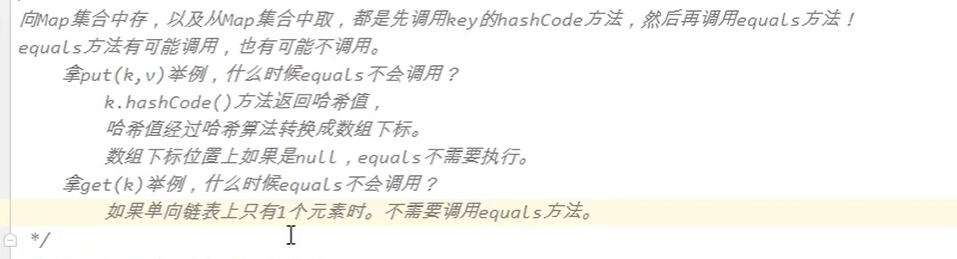 向Map集合中存，以及从Map集合中取，都是先调用key的hashCode方法，然后再调用equals方法！
equals方法有可能调用，也有可能不调用。
拿put(k,v)举例，什么时候equals不会调用？
k.hashCode()方法返回哈希值，
哈希值经过哈希算法转换成数组下标。
数组下标位置上如果是null，equals不需要执行。
拿get(k)举例，什么时候equals不会调用？
如果单向链表上只有1个元素时。不需要调用equals方法。
*/